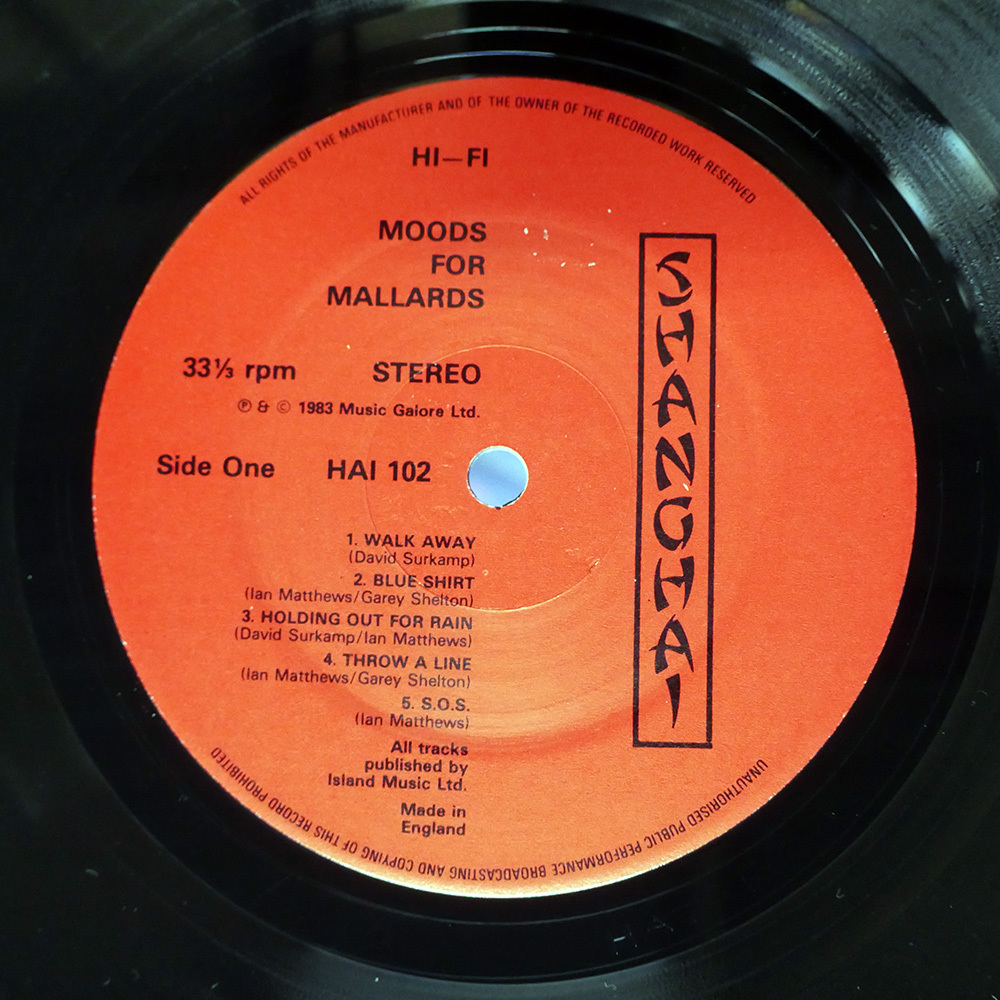 ALL RIGHTS OF THE MANUFACTURER AND OF THE OWNER OF THE RECORDED WORK RESERVED
HI–FI
MOODS
FOR
MALLARDS
33⅓ rpm STEREO
℗ & © 1983 Music Galore Ltd.
Side One HAI 102
SHANGHAI
1. WALK AWAY
(David Surkamp)
2. BLUE SHIRT
(Ian Matthews/Garey Shelton)
3. HOLDING OUT FOR RAIN
(David Surkamp/Ian Matthews)
4. THROW A LINE
(Ian Matthews/Garey Shelton)
5. S.O.S.
(Ian Matthews)
All tracks
published by
Island Music Ltd.
Made in
England
UNAUTHORISED PUBLIC PERFORMANCE BROADCASTING AND COPYING OF THIS RECORD PROHIBITED